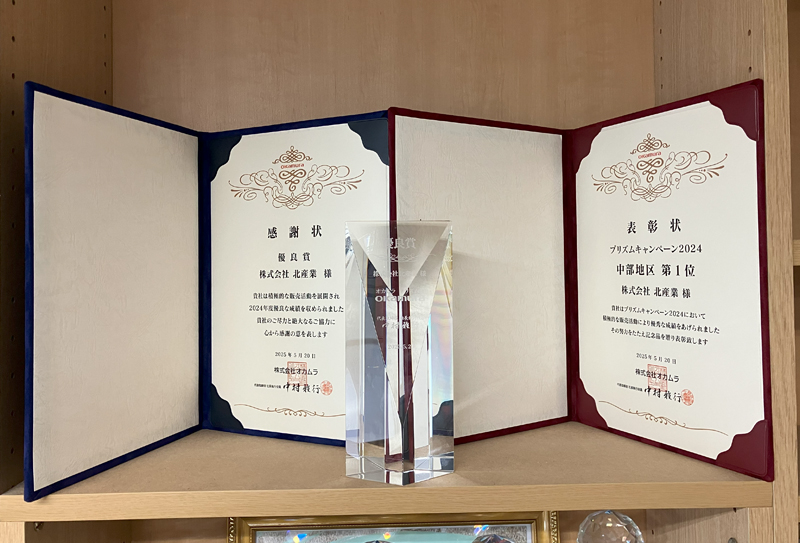 okamura
感謝状
優良賞
株式会社 北産業 様
貴社は積極的な販売活動を展開され
2024年度優良な成績を収められました
貴社のご尽力と絶大なるご協力に
心から感謝の意を表します
2025年5月20日
株式会社オカムラ
中村雅行
優良賞
okamura
okamura
表彰状
プリズムキャンペーン2024
中部地区 第1位
株式会社 北産業 様
貴社はプリズムキャンペーン2024において
積極的な販売活動により優秀な成績をあげられました
その努力をたたえ記念品を贈り表彰致します
2025年5月20日
株式会社オカムラ
中村雅行